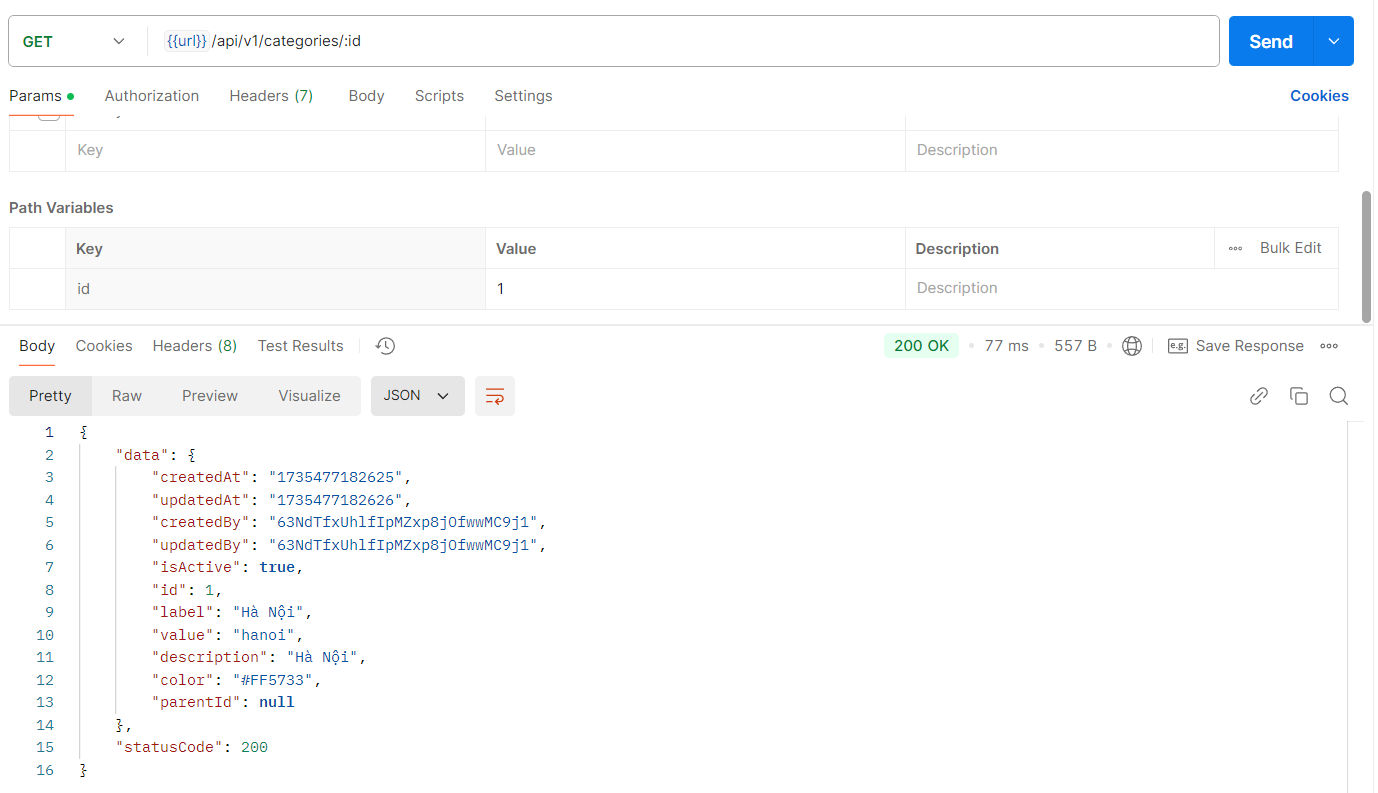 GET {{url}} /api/v1/categories/:id Send
Params Authorization Headers (7) Body Scripts Settings Cookies
Key Value Description
Path Variables
Key Value Description Bulk Edit
id 1 Description
Body Cookies Headers (8) Test Results 200 OK 77 ms 557 B e.g. Save Response
Pretty Raw Preview Visualize JSON
1 {
2 "data": {
3 "createdAt": "1735477182625",
4 "updatedAt": "1735477182626",
5 "createdBy": "63NdTfxUhlfIpMZxp8jOfwwMC9j1",
6 "updatedBy": "63NdTfxUhlfIpMZxp8jOfwwMC9j1",
7 "isActive": true,
8 "id": 1,
9 "label": "Hà Nội",
10 "value": "hanoi",
11 "description": "Hà Nội",
12 "color": "#FF5733",
13 "parentId": null
14 },
15 "statusCode": 200
16 }